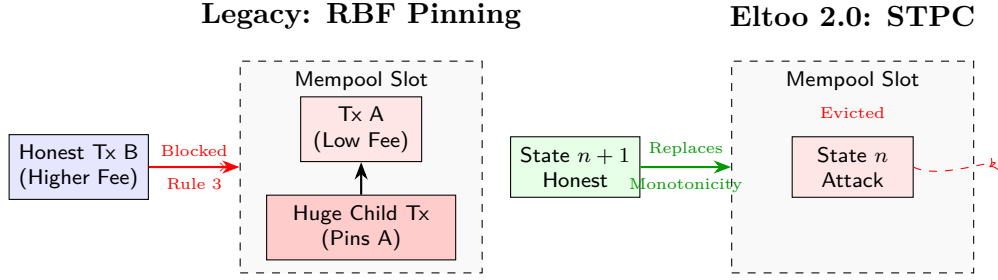 Legacy: RBF Pinning
Mempool Slot
Tx A
(Low Fee)
Honest Tx B
(Higher Fee)
Blocked
Rule 3
Huge Child Tx
(Pins A)
Eltoo 2.0: STPC
Mempool Slot
Evicted
State n + 1
Honest
Replaces
Monotonicity
State n
Attack